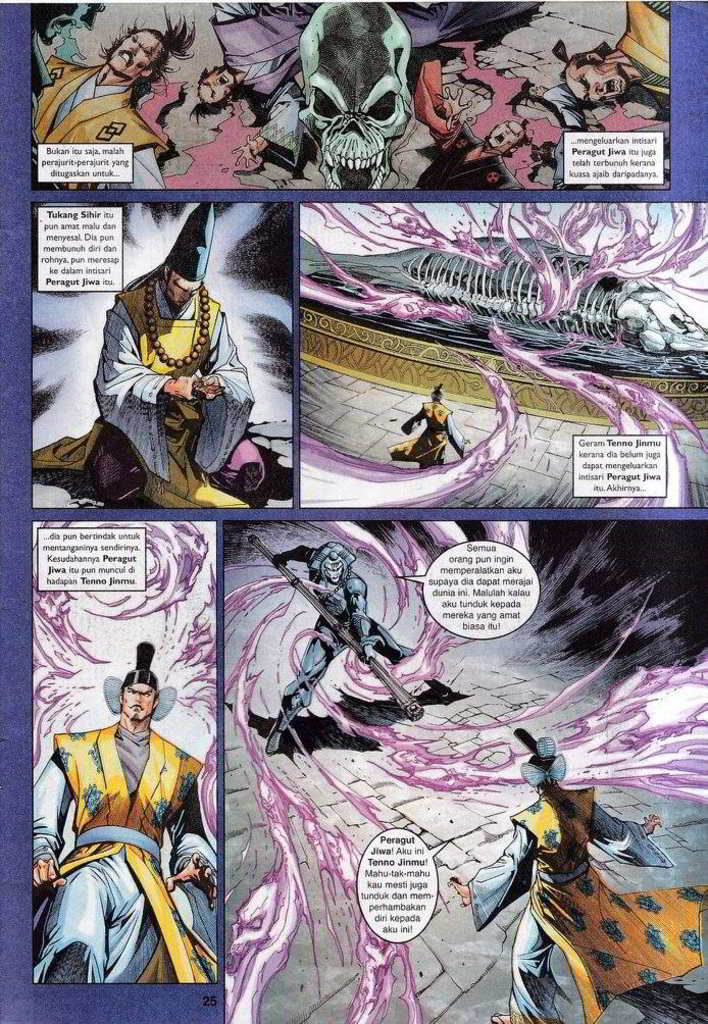 Bukan itu saja, malah
perajurit-perajurit yang
ditugaskan untuk...
...mengeluarkan intisari
Peragut Jiwa itu juga
telah terbunuh kerana
kuasa ajaib daripadanya.
Tukang Sihir itu
pun amat malu dan
menyesal. Dia pun
membunuh diri dan
rohnya, pun meresap
ke dalam intisari
Peragut Jiwa itu.
Geram Tenno Jinmu
kerana dia belum juga
dapat mengeluarkan
intisari Peragut Jiwa
itu. Akhirnya...
...dia pun bertindak untuk
mentanganinya sendirinya.
Kesudahannya Peragut
Jiwa itu pun muncul di
hadapan Tenno Jinmu.
Semua
orang pun ingin
memperalatkan aku
supaya dia dapat merajai
dunia ini. Malulah kalau
aku tunduk kepada
mereka yang amat
biasa itu!
Peragut
Jiwa! Aku ini
Tenno Jinmu!
Mahu-tak-mahu
kau mesti juga
tunduk dan mem-
perhambakan
diri kepada
aku ini!
25